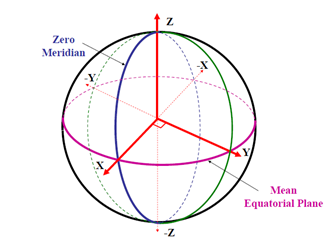 Z
Zero
Meridian
-X
-Y
X
Y
Mean
Equatorial Plane
-Z